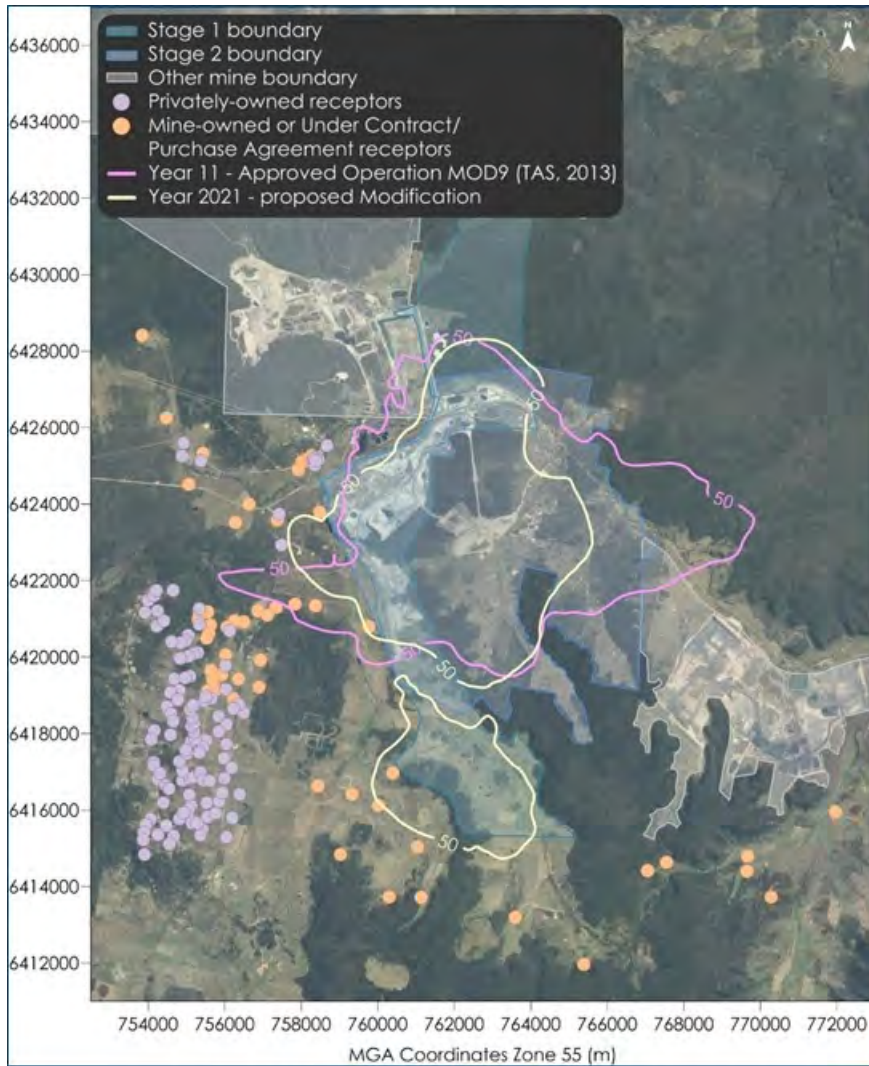 Stage 1 boundary
Stage 2 boundary
Other mine boundary
Privately-owned receptors
Mine-owned or Under Contract/
Purchase Agreement receptors
Year 11 - Approved Operation MOD9 (TAS, 2013)
Year 2021 - proposed Modification
N
6436000
6434000
6432000
6430000
6428000
6426000
6424000
6422000
6420000
6418000
6416000
6414000
6412000
50
50
50
50
50
50
50
50
50
754000 756000 758000 760000 762000 764000 766000 768000 770000 772000
MGA Coordinates Zone 55 (m)